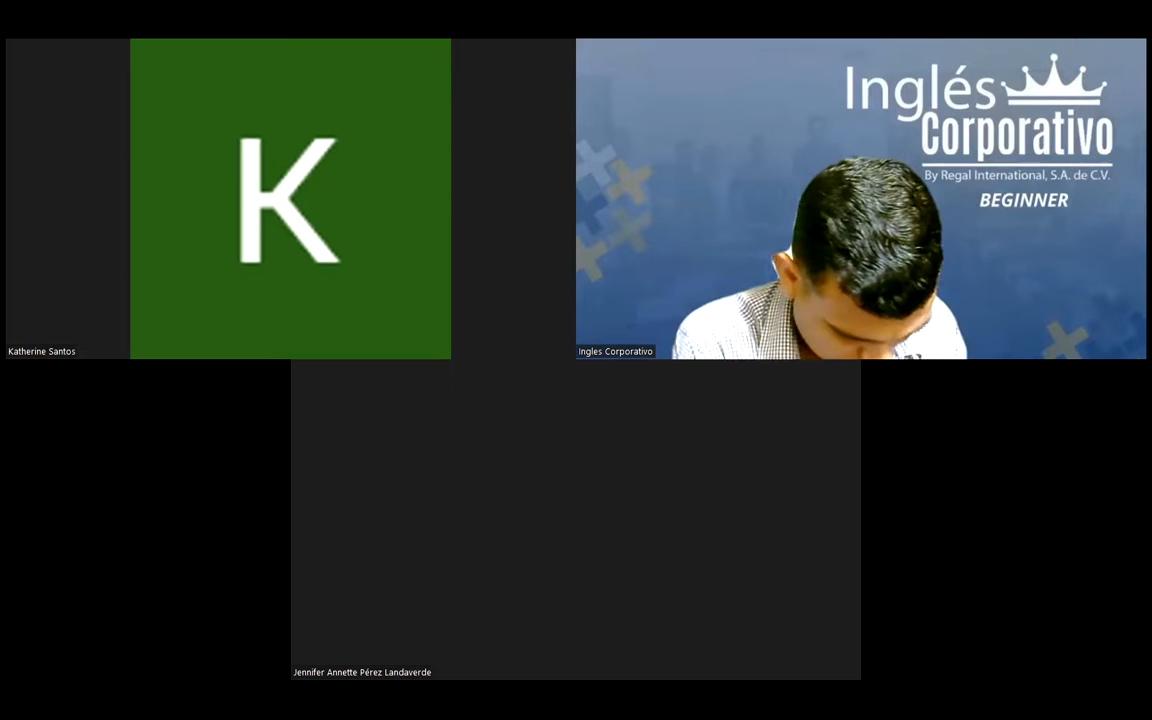 K
Katherine Santos
Inglés
Corporativo
By Regal International, S.A. de C.V.
BEGINNER
Ingles Corporativo
Jennifer Annette Pérez Landaverde